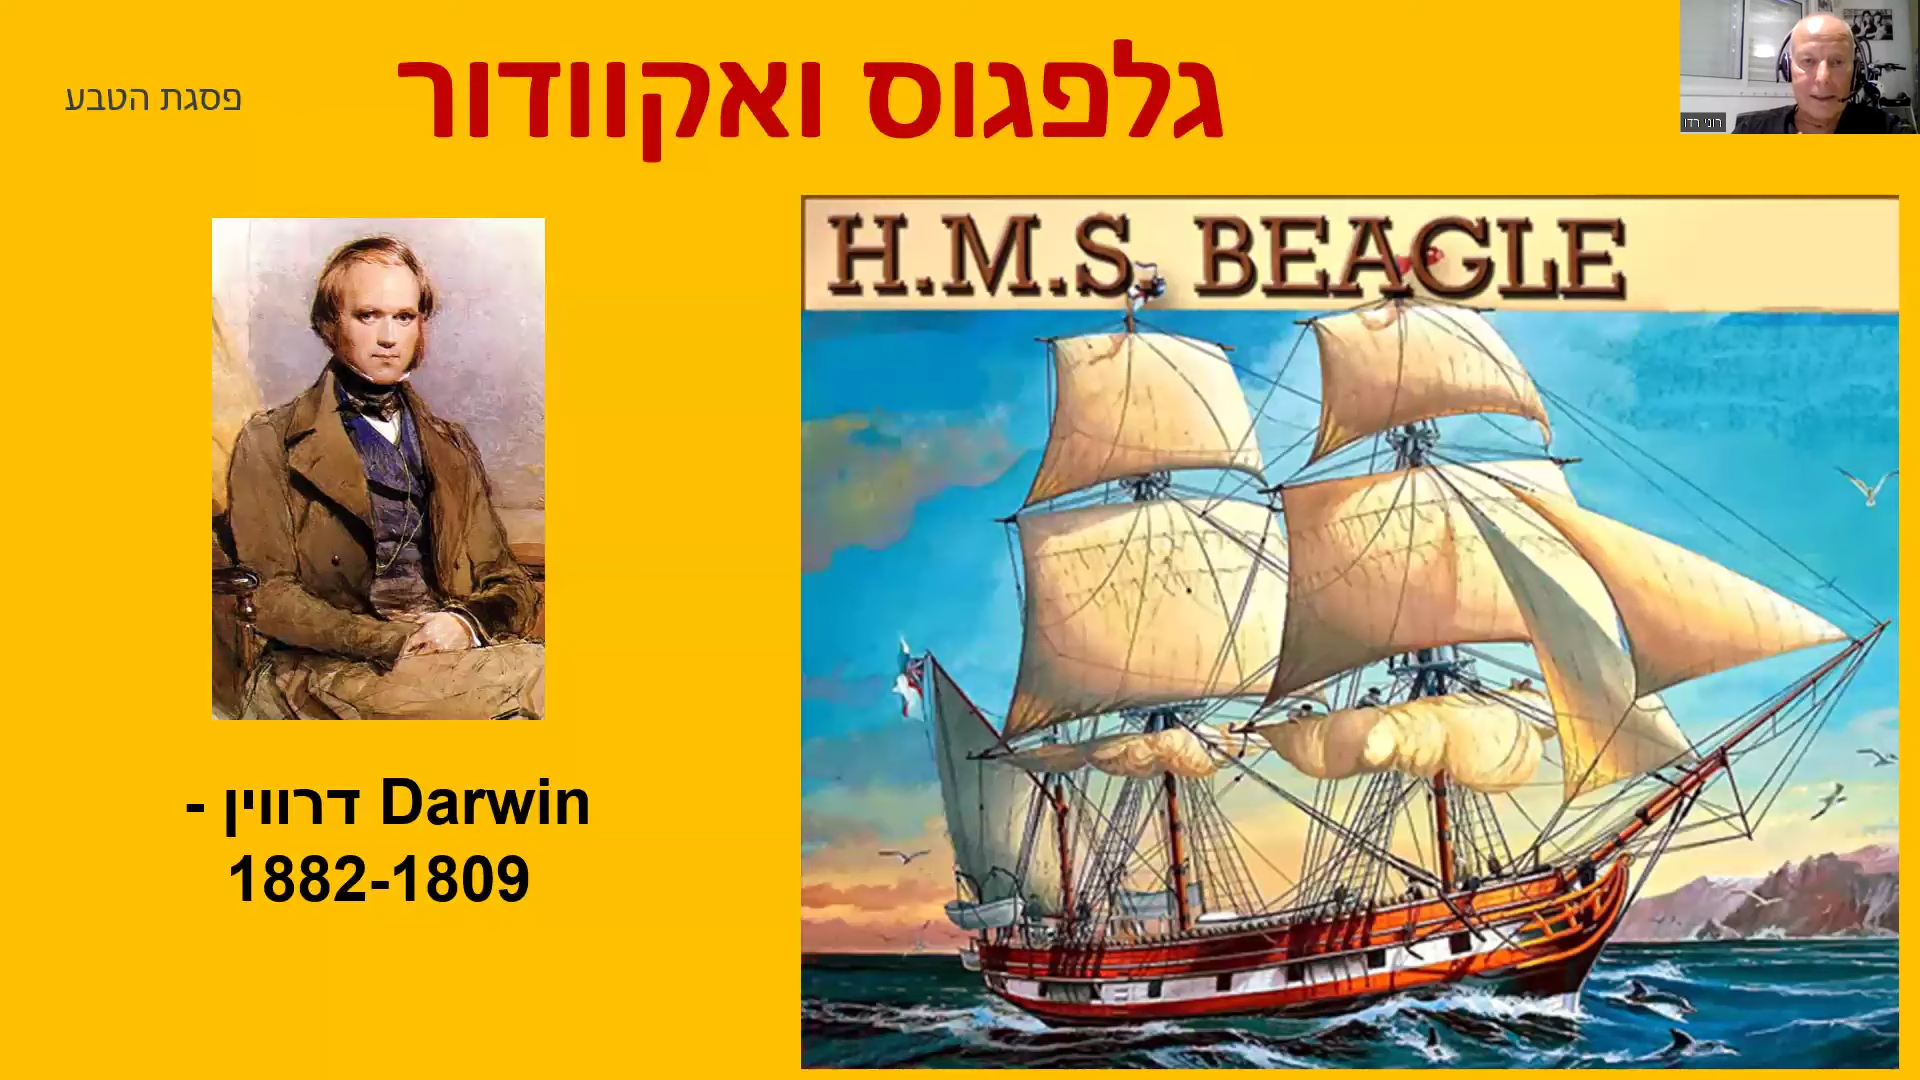 גלפגוס ואקוודור
פסגת הטבע
רוני רדו
H.M.S. BEAGLE
Darwin דרווין -
1882-1809